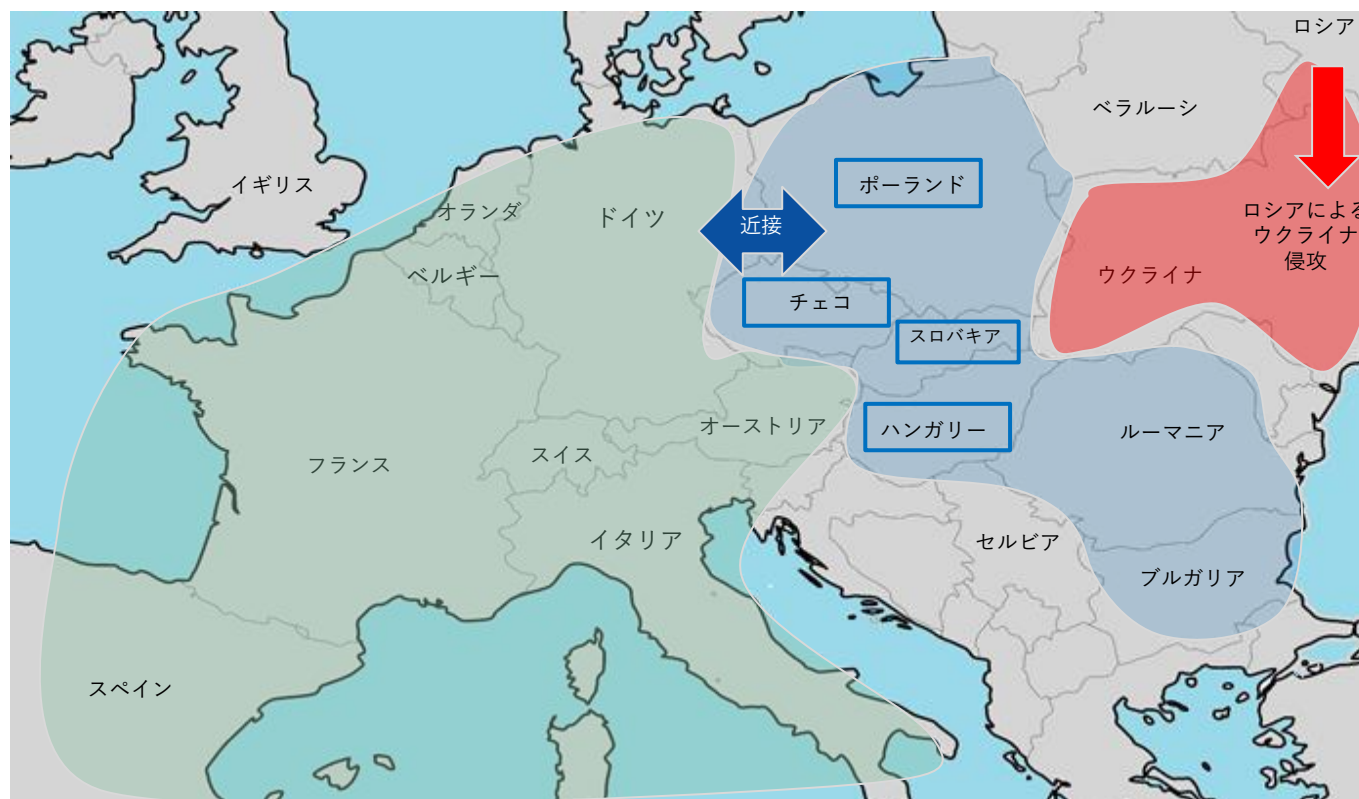 ロシア
ベラルーシ
イギリス
ポーランド
オランダ
ドイツ
近接
ロシアによる
ウクライナ
侵攻
ベルギー
ウクライナ
チェコ
スロバキア
オーストリア
ハンガリー
ルーマニア
フランス
スイス
イタリア
セルビア
ブルガリア
スペイン